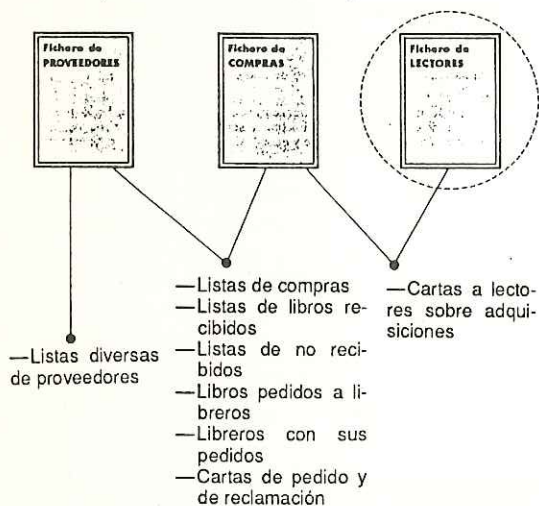 Fichero de
PROVEEDORES
Fichero de
COMPRAS
Fichero de
LECTORES
—Listas diversas
de proveedores
—Listas de compras
—Listas de libros re-
cibidos
—Listas de no reci-
bidos
—Libros pedidos a li-
breros
—Libreros con sus
pedidos
—Cartas de pedido y
de reclamación
—Cartas a lecto-
res sobre adqui-
siciones